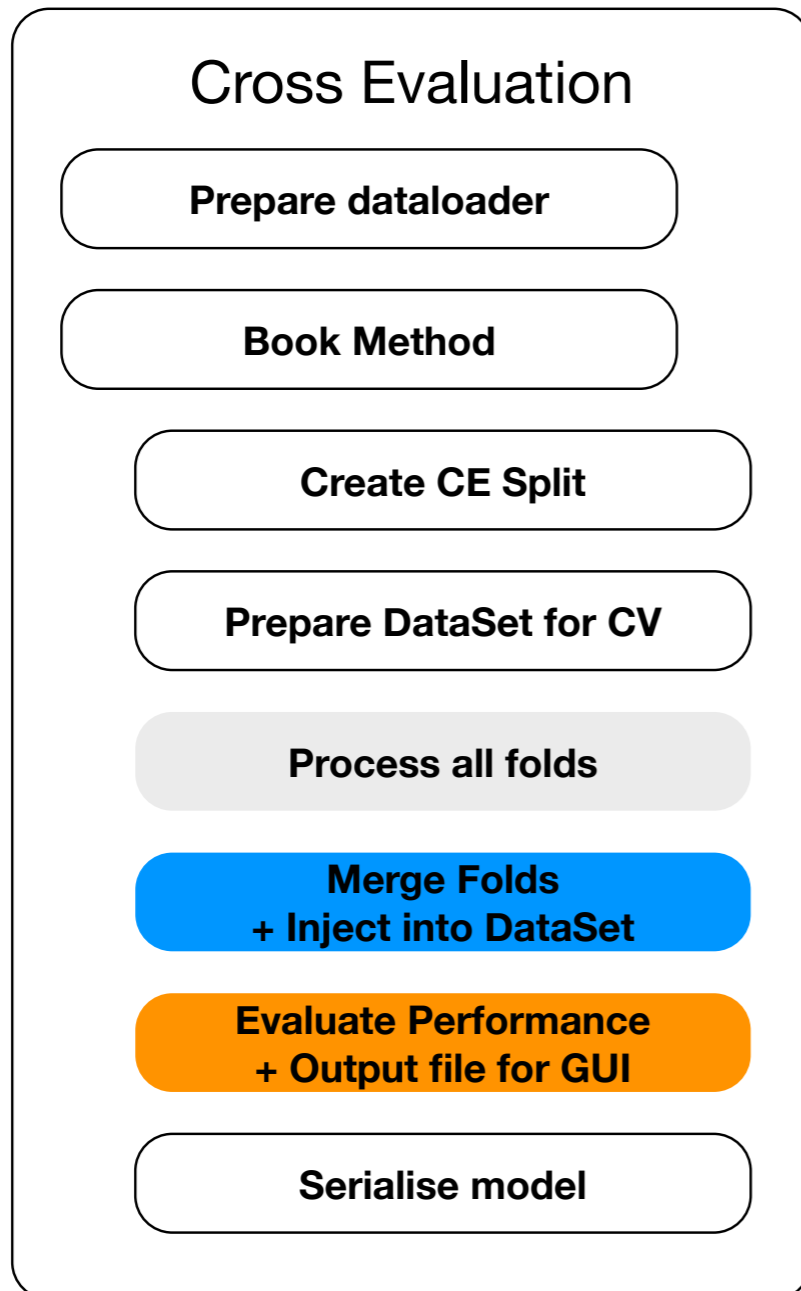 Cross Evaluation
Prepare dataloader
Book Method
Create CE Split
Prepare DataSet for CV
Process all folds
Merge Folds
+ Inject into DataSet
Evaluate Performance
+ Output file for GUI
Serialise model